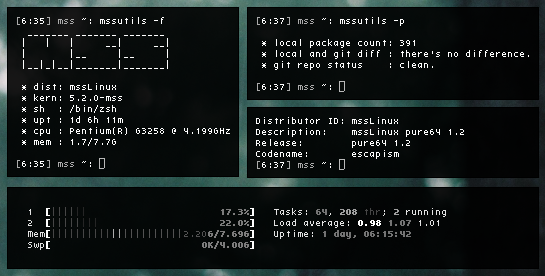 [6:35] mss ~: mssutils -f
* dist: mssLinux
* kern: 5.2.0-mss
* sh  : /bin/zsh
* upt : 1d 6h 11m
* cpu : Pentium(R) G3258 @ 4.199GHz
* mem : 1.7/7.7G
[6:35] mss ~:
[6:37] mss ~: mssutils -p
* local package count: 391
* local and git diff : there's no difference.
* git repo status    : clean.
[6:37] mss ~:
Distributor ID: mssLinux
Description:    mssLinux pure64 1.2
Release:        pure64 1.2
Codename:       escapism
[6:36] mss ~:
1  [|||||| 17.3%]
2  [|||||||| 22.0%]
Mem[||||||||||||||||||||||2.206/7.696]
Swp[ 0K/4.006]
Tasks: 64, 208 thr; 2 running
Load average: 0.98 1.07 1.01
Uptime: 1 day, 06:15:42